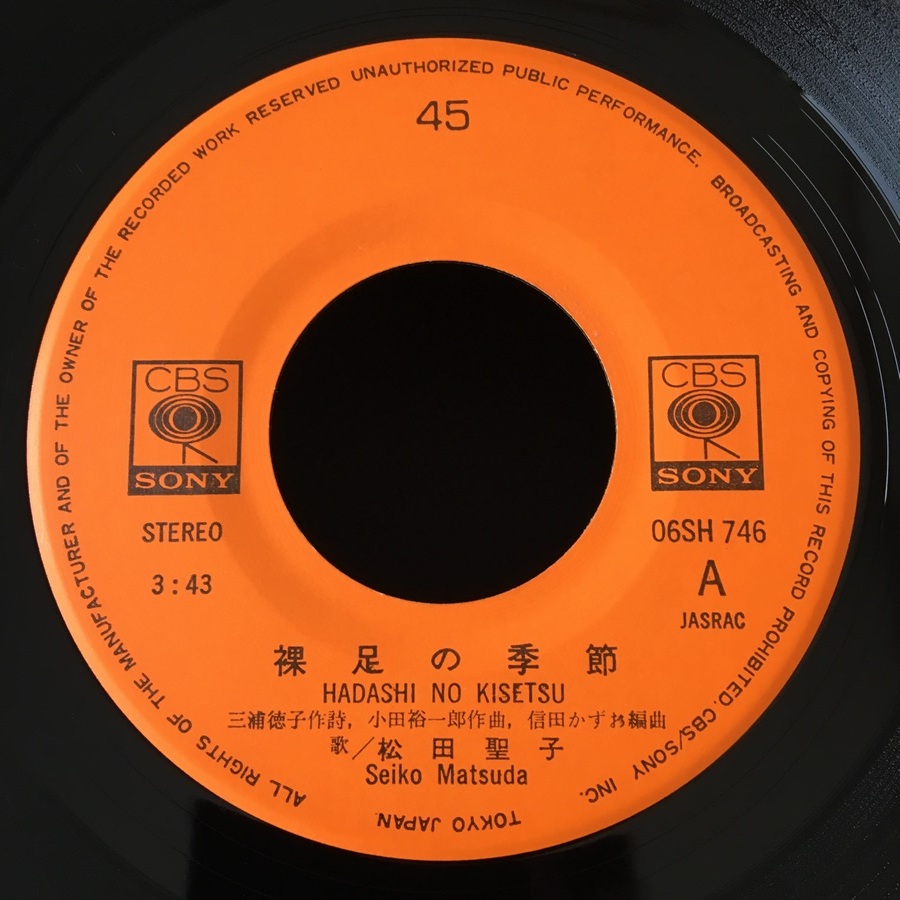 ALL RIGHTS OF THE MANUFACTURER AND OF THE OWNER OF THE RECORDED WORK RESERVED UNAUTHORIZED PUBLIC PERFORMANCE, BROADCASTING AND COPYING OF THIS RECORD PROHIBITED. CBS/SONY INC.
TOKYO JAPAN.
45
CBS
SONY
CBS
SONY
STEREO
06SH 746
3:43
A
JASRAC
裸足の季節
HADASHI NO KISETSU
三浦徳子作詩, 小田裕一郎作曲, 信田かずお編曲
歌/松田聖子
Seiko Matsuda